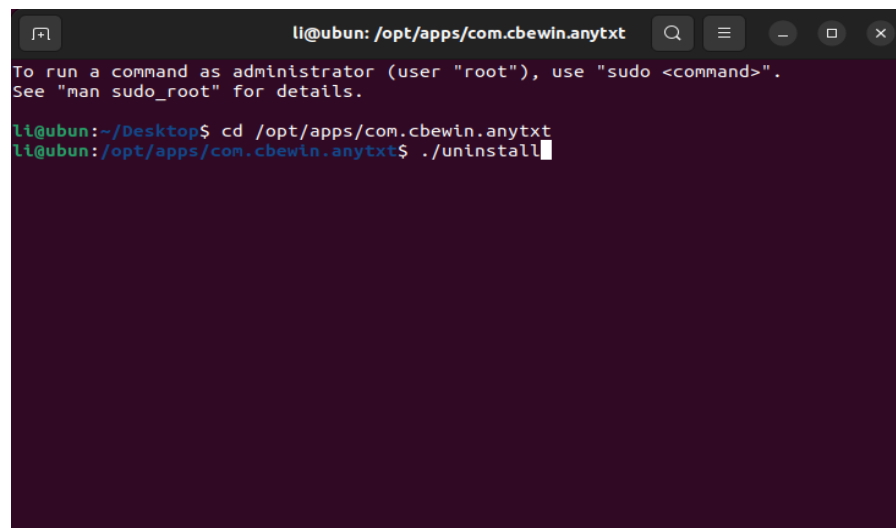 li@ubun: /opt/apps/com.cbewin.anytxt
To run a command as administrator (user "root"), use "sudo <command>".
See "man sudo_root" for details.
li@ubun:~/Desktop$ cd /opt/apps/com.cbewin.anytxt
li@ubun:/opt/apps/com.cbewin.anytxt$ ./uninstall